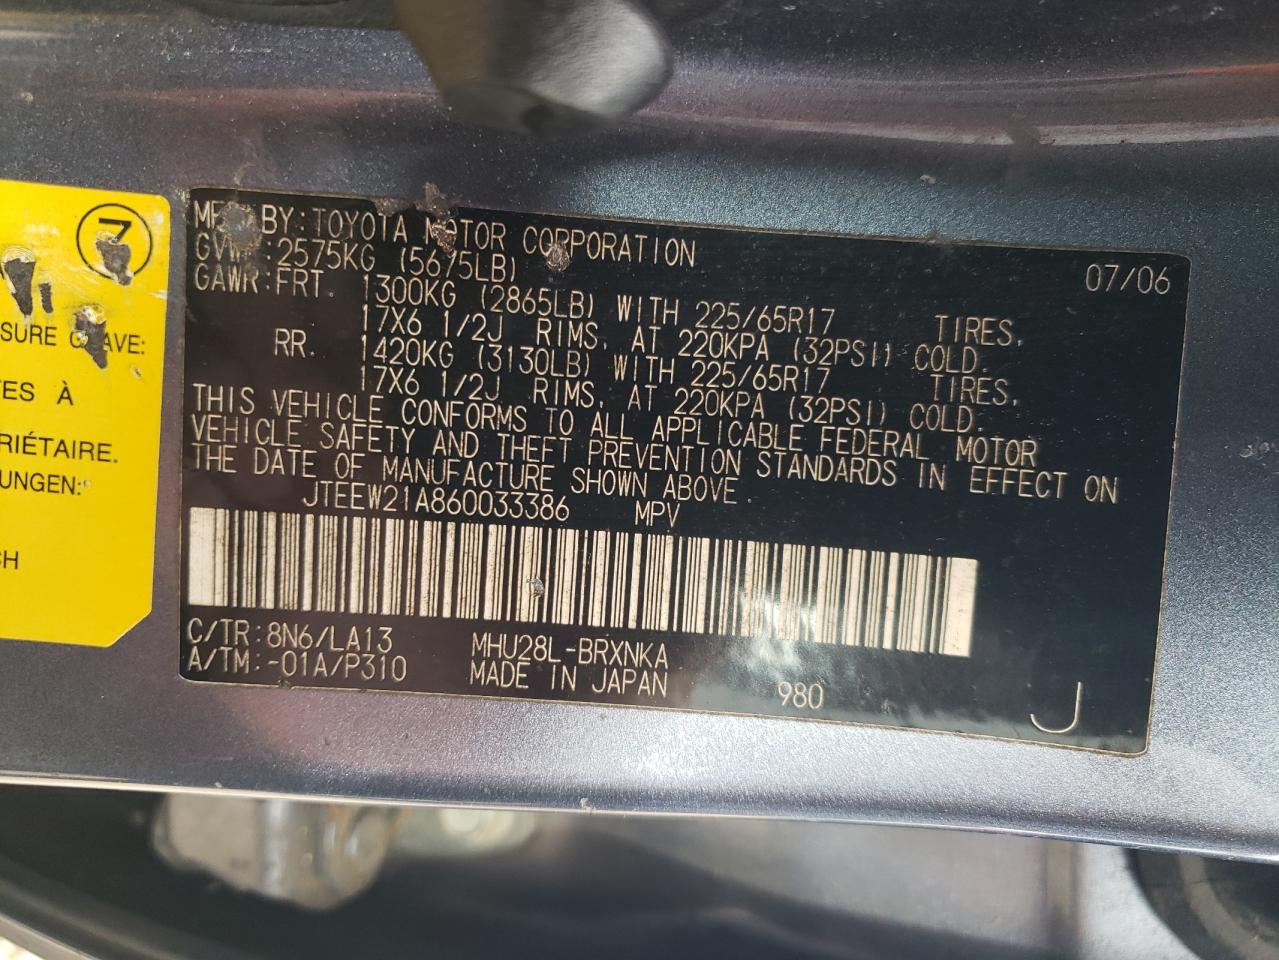 7
SURE GRAVE:
ES À
PRIÉTAIRE.
UNGEN:
CH
MFD BY: TOYOTA MOTOR CORPORATION 07/06
GVWR: 2575KG (5675LB)
GAWR: FRT. 1300KG (2865LB) WITH 225/65R17 TIRES,
17X6 1/2J RIMS, AT 220KPA (32PSI) COLD.
RR. 1420KG (3130LB) WITH 225/65R17 TIRES,
17X6 1/2J RIMS, AT 220KPA (32PSI) COLD.
THIS VEHICLE CONFORMS TO ALL APPLICABLE FEDERAL MOTOR
VEHICLE SAFETY AND THEFT PREVENTION STANDARDS IN EFFECT ON
THE DATE OF MANUFACTURE SHOWN ABOVE.
JTEEW21A860033386 MPV
C/TR: 8N6/LA13 MHU28L-BRXNKA
A/TM: -01A/P310 MADE IN JAPAN 980 J